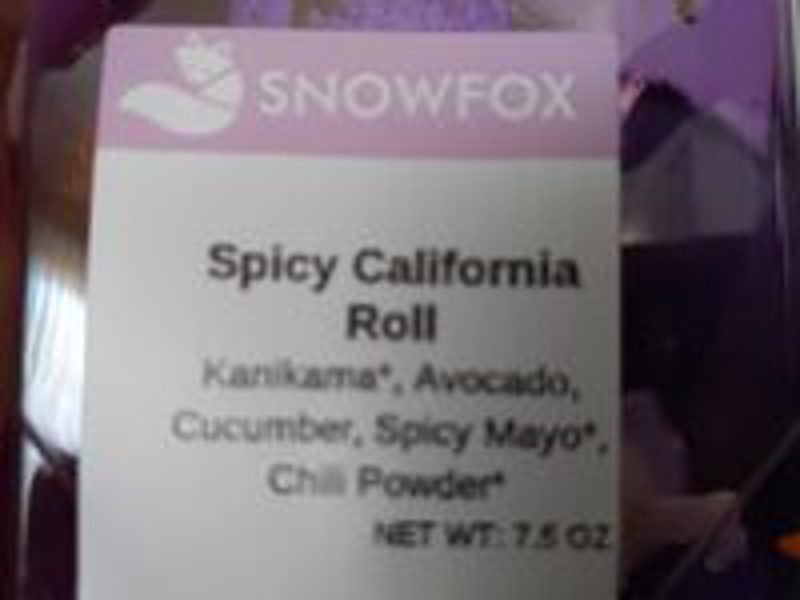 SNOWFOX
Spicy California
Roll
Kanikama*, Avocado,
Cucumber, Spicy Mayo*,
Chili Powder*
NET WT: 7.5 OZ